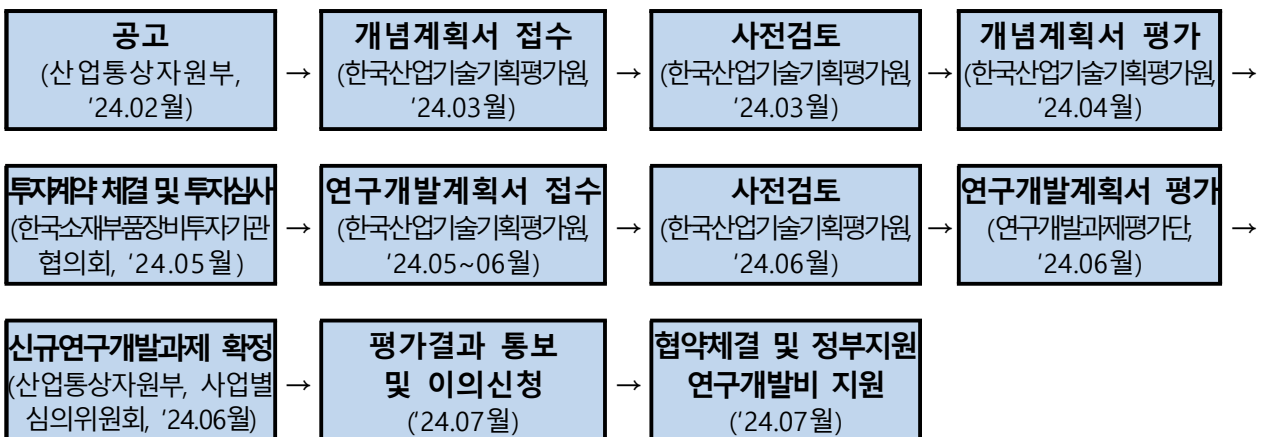 공고
(산업통상자원부,
'24.02월)
→
개념계획서 접수
(한국산업기술기획평가원,
'24.03월)
→
사전검토
(한국산업기술기획평가원,
'24.03월)
→
개념계획서 평가
(한국산업기술기획평가원,
'24.04월)
→
투자계약 체결 및 투자심사
(한국소재부품장비투자기관
협의회, '24.05월)
→
연구개발계획서 접수
(한국산업기술기획평가원,
'24.05~06월)
→
사전검토
(한국산업기술기획평가원,
'24.06월)
→
연구개발계획서 평가
(연구개발과제평가단,
'24.06월)
→
신규연구개발과제 확정
(산업통상자원부, 사업별
심의위원회, '24.06월)
→
평가결과 통보
및 이의신청
('24.07월)
→
협약체결 및 정부지원
연구개발비 지원
('24.07월)